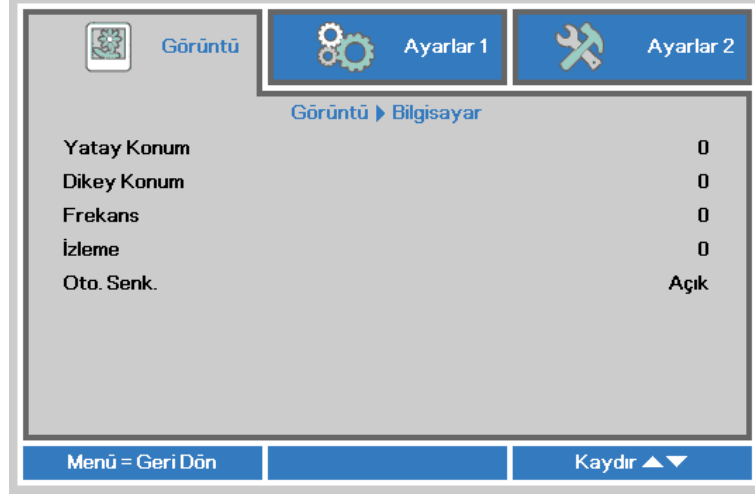 Görüntü
Ayarlar 1
Ayarlar 2
Görüntü ▶ Bilgisayar
Yatay Konum 0
Dikey Konum 0
Frekans 0
İzleme 0
Oto. Senk. Açık
Menü = Geri Dön
Kaydır ▲▼